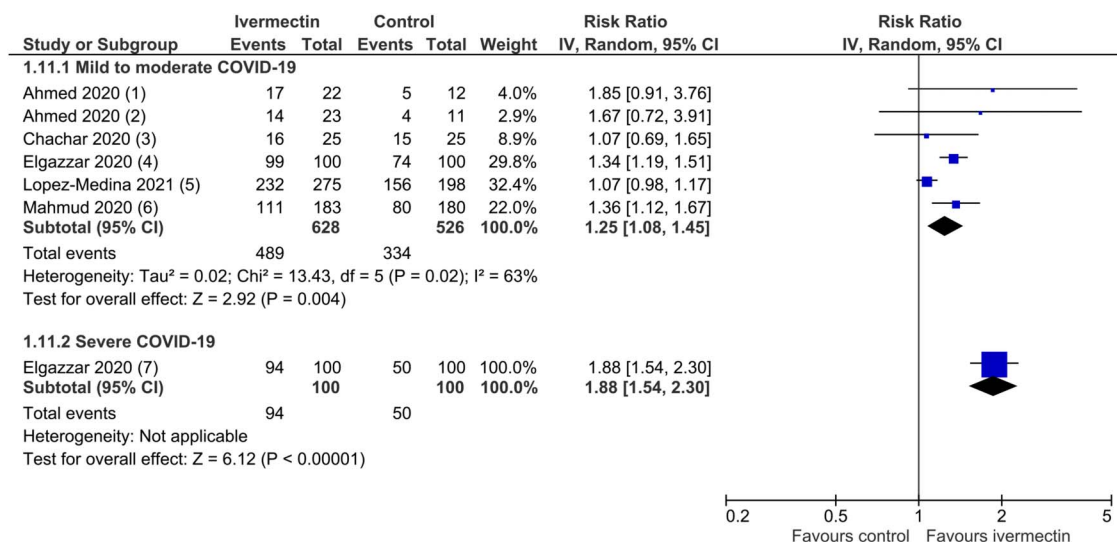 Ivermectin Control Risk Ratio Risk Ratio
Study or Subgroup Events Total Events Total Weight IV, Random, 95% CI IV, Random, 95% CI
1.11.1 Mild to moderate COVID-19
Ahmed 2020 (1) 17 22 5 12 4.0% 1.85 [0.91, 3.76]
Ahmed 2020 (2) 14 23 4 11 2.9% 1.67 [0.72, 3.91]
Chachar 2020 (3) 16 25 15 25 8.9% 1.07 [0.69, 1.65]
Elgazzar 2020 (4) 99 100 74 100 29.8% 1.34 [1.19, 1.51]
Lopez-Medina 2021 (5) 232 275 156 198 32.4% 1.07 [0.98, 1.17]
Mahmud 2020 (6) 111 183 80 180 22.0% 1.36 [1.12, 1.67]
Subtotal (95% CI) 628 526 100.0% 1.25 [1.08, 1.45]
Total events 489 334
Heterogeneity: Tau² = 0.02; Chi² = 13.43, df = 5 (P = 0.02); I² = 63%
Test for overall effect: Z = 2.92 (P = 0.004)
1.11.2 Severe COVID-19
Elgazzar 2020 (7) 94 100 50 100 100.0% 1.88 [1.54, 2.30]
Subtotal (95% CI) 100 100 100.0% 1.88 [1.54, 2.30]
Total events 94 50
Heterogeneity: Not applicable
Test for overall effect: Z = 6.12 (P < 0.00001)
0.2 0.5 1 2 5
Favours control Favours ivermectin